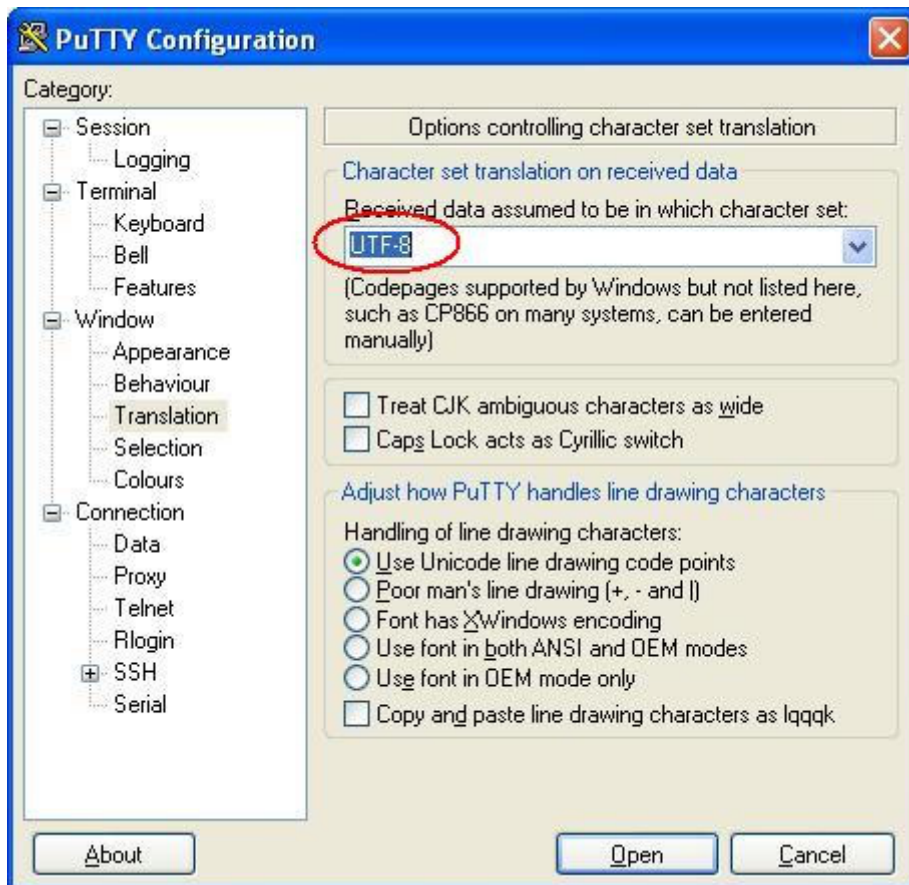 PuTTY Configuration
Category:
Session
Logging
Terminal
Keyboard
Bell
Features
Window
Appearance
Behaviour
Translation
Selection
Colours
Connection
Data
Proxy
Telnet
Rlogin
SSH
Serial
Options controlling character set translation
Character set translation on received data
Received data assumed to be in which character set:
UTF-8
(Codepages supported by Windows but not listed here,
such as CP866 on many systems, can be entered
manually)
Treat CJK ambiguous characters as wide
Caps Lock acts as Cyrillic switch
Adjust how PuTTY handles line drawing characters
Handling of line drawing characters:
Use Unicode line drawing code points
Poor man's line drawing (+, - and |)
Font has XWindows encoding
Use font in both ANSI and OEM modes
Use font in OEM mode only
Copy and paste line drawing characters as lqqqk
About
Open
Cancel